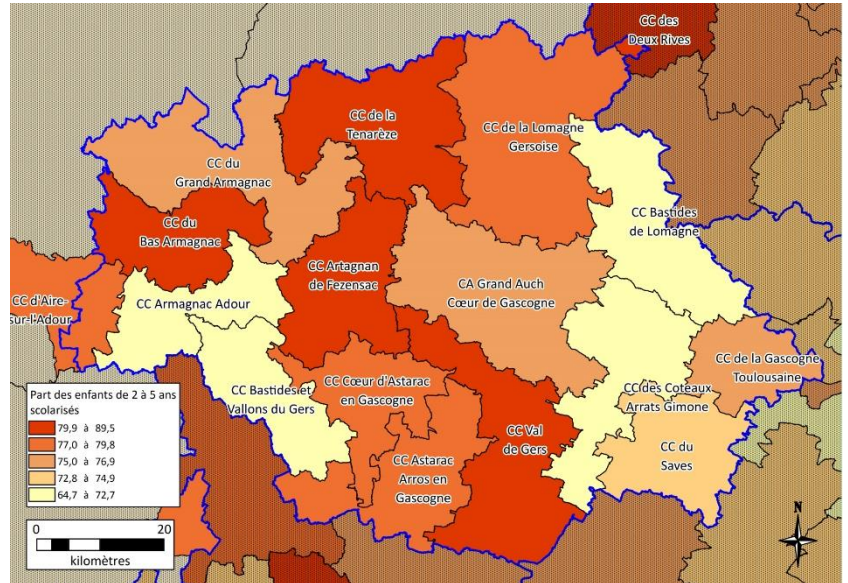 CC des
Deux Rives
CC de la
Tenarèze
CC de la Lomagne
Gersoise
CC du
Grand Armagnac
CC du
Bas Armagnac
CC Bastides
de Lomagne
CC Artagnan
de Fezensac
CA Grand Auch
Cœur de Gascogne
CC d'Aire-
sur-l'Adour
CC Armagnac Adour
CC de la Gascogne
Toulousaine
CC Bastides et
Vallons du Gers
CC Cœur d'Astarac
en Gascogne
CC des Coteaux
Arrats Gimone
CC Val
de Gers
CC du
Saves
CC Astarac
Arros en
Gascogne
Part des enfants de 2 à 5 ans
scolarisés
79,9 à 89,5
77,0 à 79,8
75,0 à 76,9
72,8 à 74,9
64,7 à 72,7
0 20
kilomètres
N